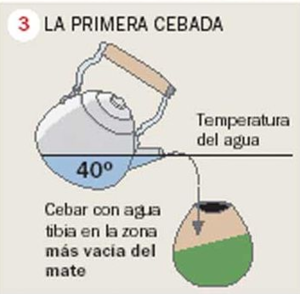 3 LA PRIMERA CEBADA
Temperatura
del agua
40º
Cebar con agua
tibia en la zona
más vacía del
mate